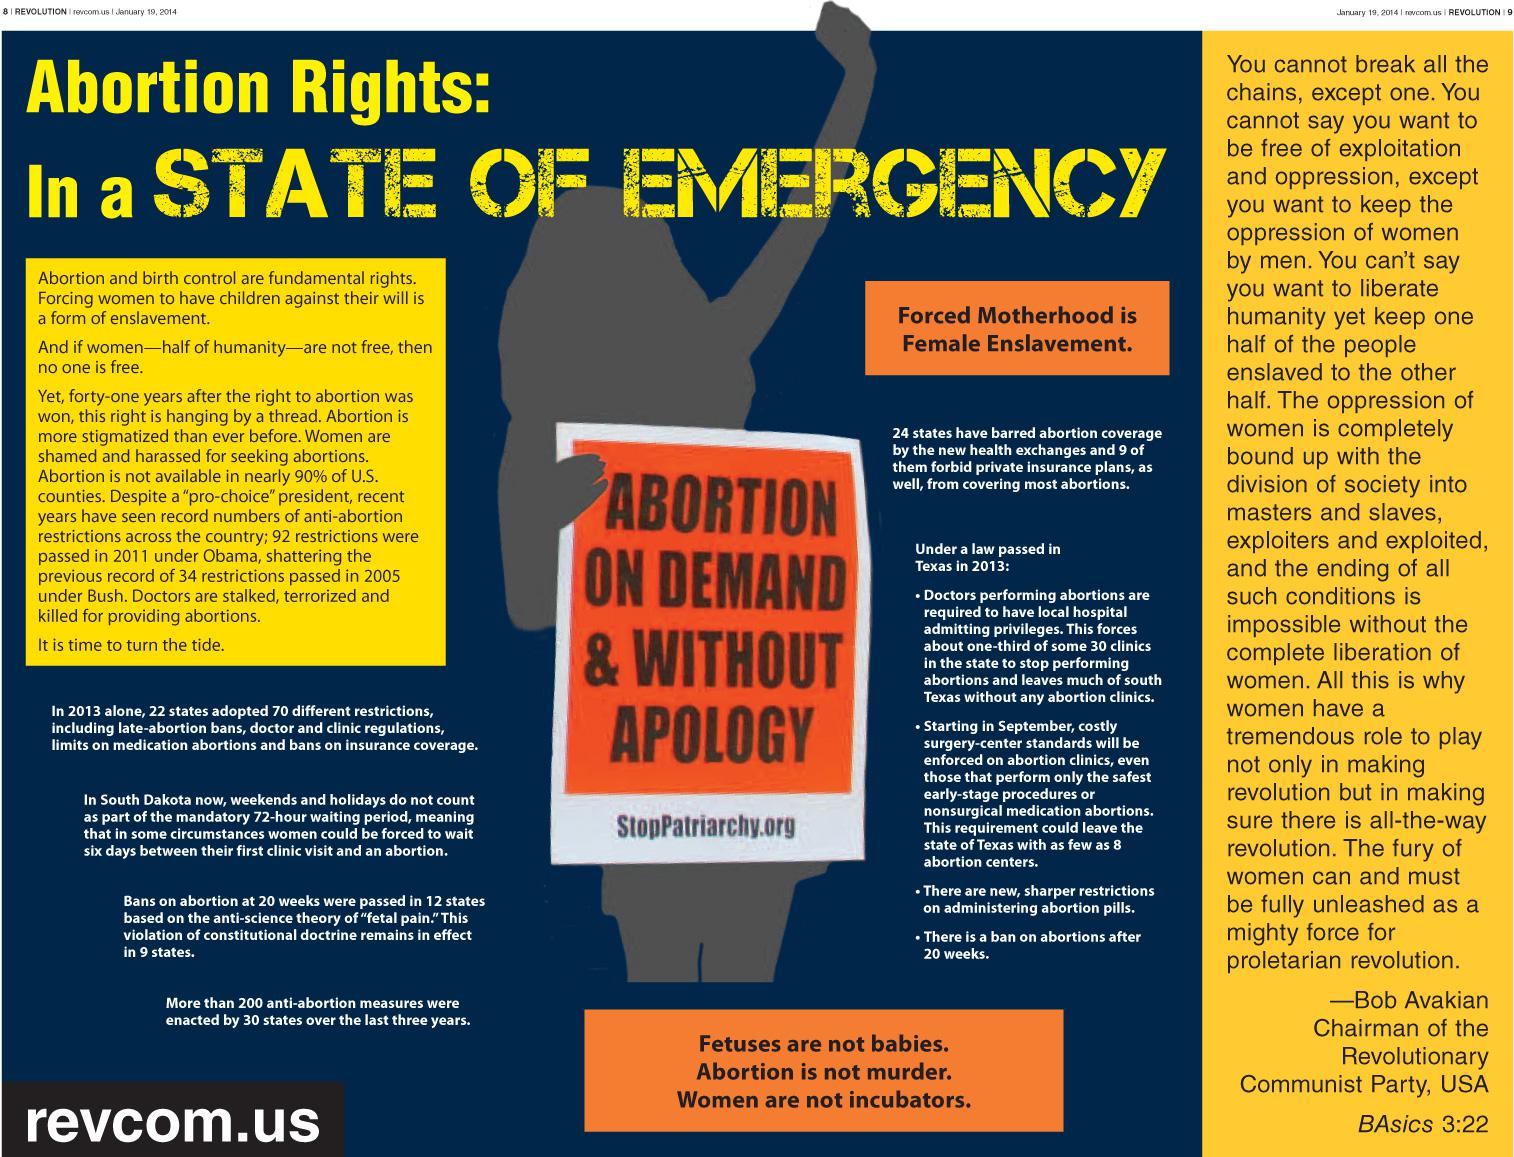 8 | REVOLUTION | revcom.us | January 19, 2014
January 19, 2014 | revcom.us | REVOLUTION | 9
Abortion Rights:
In a STATE OF EMERGENCY
Abortion and birth control are fundamental rights.
Forcing women to have children against their will is
a form of enslavement.
And if women—half of humanity—are not free, then
no one is free.
Yet, forty-one years after the right to abortion was
won, this right is hanging by a thread. Abortion is
more stigmatized than ever before. Women are
shamed and harassed for seeking abortions.
Abortion is not available in nearly 90% of U.S.
counties. Despite a “pro-choice” president, recent
years have seen record numbers of anti-abortion
restrictions across the country; 92 restrictions were
passed in 2011 under Obama, shattering the
previous record of 34 restrictions passed in 2005
under Bush. Doctors are stalked, terrorized and
killed for providing abortions.
It is time to turn the tide.
In 2013 alone, 22 states adopted 70 different restrictions,
including late-abortion bans, doctor and clinic regulations,
limits on medication abortions and bans on insurance coverage.
In South Dakota now, weekends and holidays do not count
as part of the mandatory 72-hour waiting period, meaning
that in some circumstances women could be forced to wait
six days between their first clinic visit and an abortion.
Bans on abortion at 20 weeks were passed in 12 states
based on the anti-science theory of “fetal pain.” This
violation of constitutional doctrine remains in effect
in 9 states.
More than 200 anti-abortion measures were
enacted by 30 states over the last three years.
revcom.us
ABORTION
ON DEMAND
& WITHOUT
APOLOGY
StopPatriarchy.org
Forced Motherhood is
Female Enslavement.
24 states have barred abortion coverage
by the new health exchanges and 9 of
them forbid private insurance plans, as
well, from covering most abortions.
Under a law passed in
Texas in 2013:
• Doctors performing abortions are
required to have local hospital
admitting privileges. This forces
about one-third of some 30 clinics
in the state to stop performing
abortions and leaves much of south
Texas without any abortion clinics.
• Starting in September, costly
surgery-center standards will be
enforced on abortion clinics, even
those that perform only the safest
early-stage procedures or
nonsurgical medication abortions.
This requirement could leave the
state of Texas with as few as 8
abortion centers.
• There are new, sharper restrictions
on administering abortion pills.
• There is a ban on abortions after
20 weeks.
Fetuses are not babies.
Abortion is not murder.
Women are not incubators.
You cannot break all the
chains, except one. You
cannot say you want to
be free of exploitation
and oppression, except
you want to keep the
oppression of women
by men. You can’t say
you want to liberate
humanity yet keep one
half of the people
enslaved to the other
half. The oppression of
women is completely
bound up with the
division of society into
masters and slaves,
exploiters and exploited,
and the ending of all
such conditions is
impossible without the
complete liberation of
women. All this is why
women have a
tremendous role to play
not only in making
revolution but in making
sure there is all-the-way
revolution. The fury of
women can and must
be fully unleashed as a
mighty force for
proletarian revolution.
—Bob Avakian
Chairman of the
Revolutionary
Communist Party, USA
BAsics 3:22